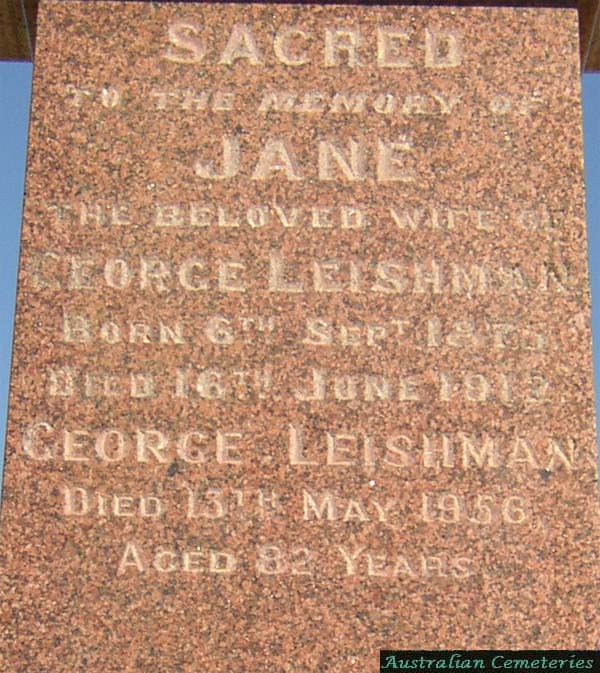 SACRED
TO THE MEMORY OF
JANE
THE BELOVED WIFE OF
GEORGE LEISHMAN
BORN 6TH SEPT
DIED 16TH JUNE 1912.
GEORGE LEISHMAN
DIED 13TH MAY 1956
AGED 82 YEARS
Australian Cemeteries